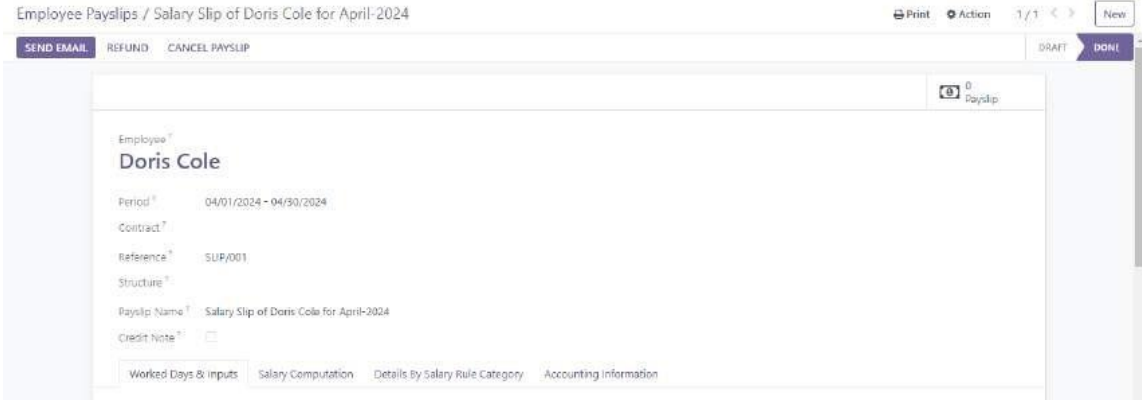 Employee Payslips / Salary Slip of Doris Cole for April-2024
Print Action 1 / 1 New
SEND EMAIL REFUND CANCEL PAYSLIP DRAFT DONE
0
Payslip
Employee ?
Doris Cole
Period ? 04/01/2024 - 04/30/2024
Contract ?
Reference ? SLIP/001
Structure ?
Payslip Name ? Salary Slip of Doris Cole for April-2024
Credit Note ?
Worked Days & Inputs Salary Computation Details By Salary Rule Category Accounting Information